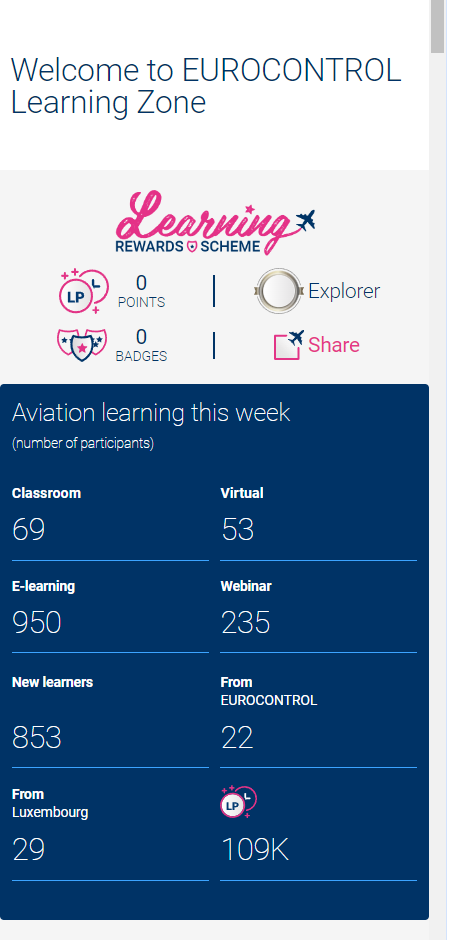 Welcome to EUROCONTROL
Learning Zone
Learning
REWARDS SCHEME
LP L
0
POINTS
Explorer
0
BADGES
Share
Aviation learning this week
(number of participants)
Classroom
69
Virtual
53
E-learning
950
Webinar
235
New learners
853
From
EUROCONTROL
22
From
Luxembourg
29
LP L
109K